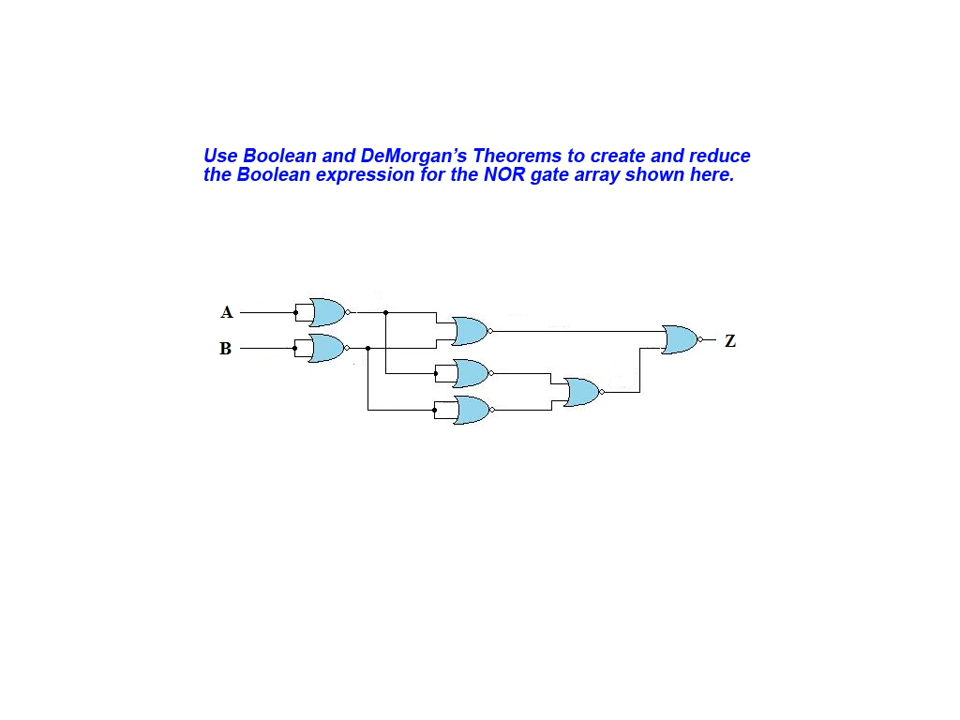 Use Boolean and DeMorgan's Theorems to create and reduce
the Boolean expression for the NOR gate array shown here.
A
B
Z